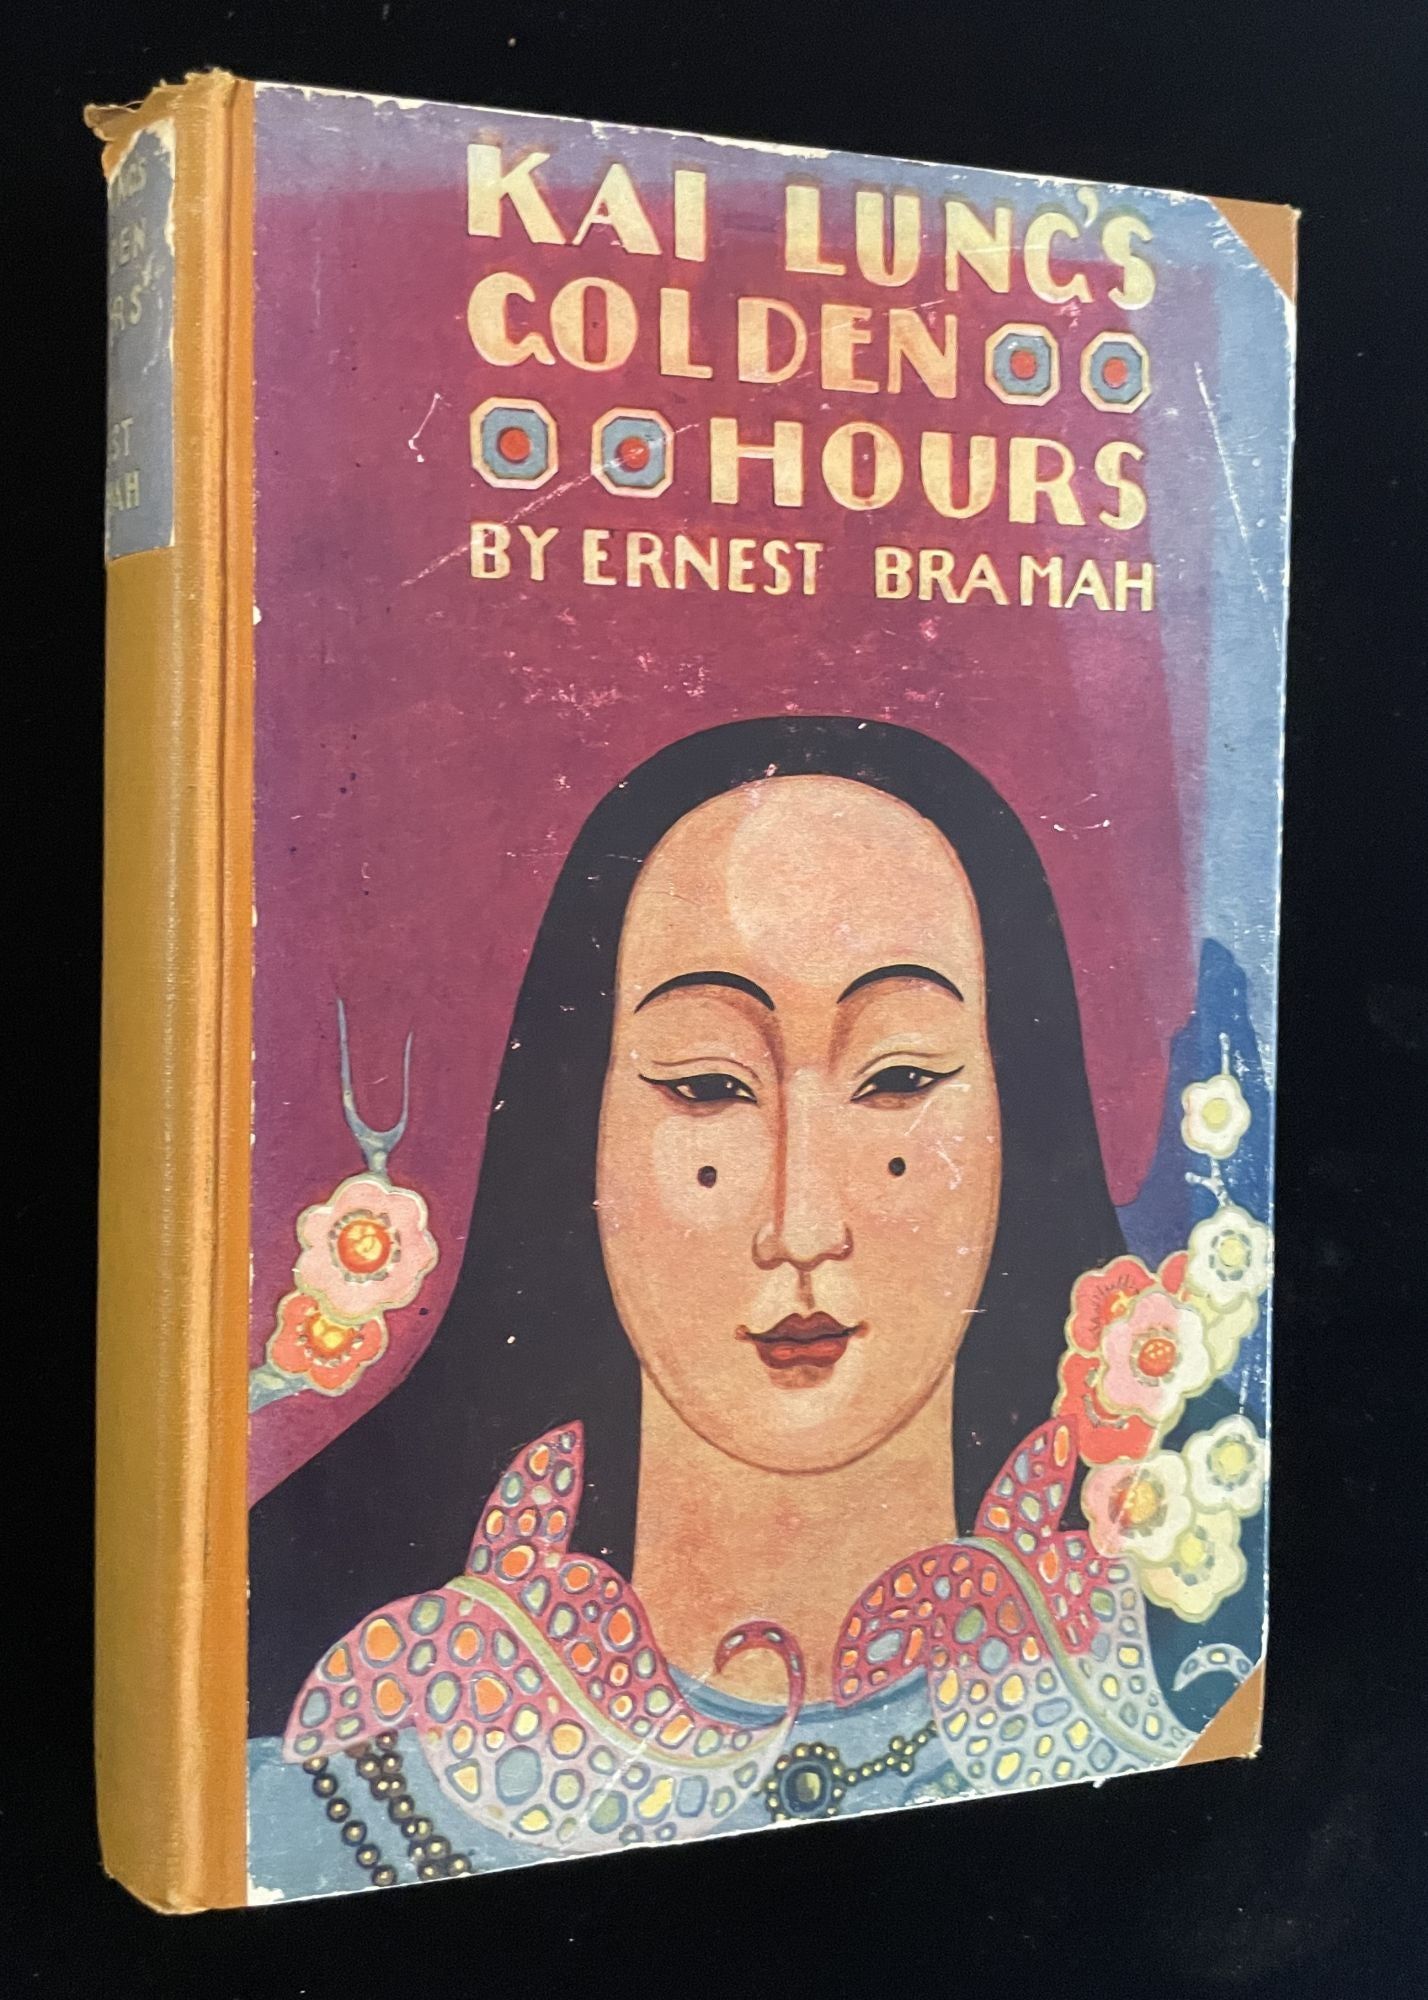 KAI LUNG'S
GOLDEN
HOURS
BY ERNEST BRAMAH